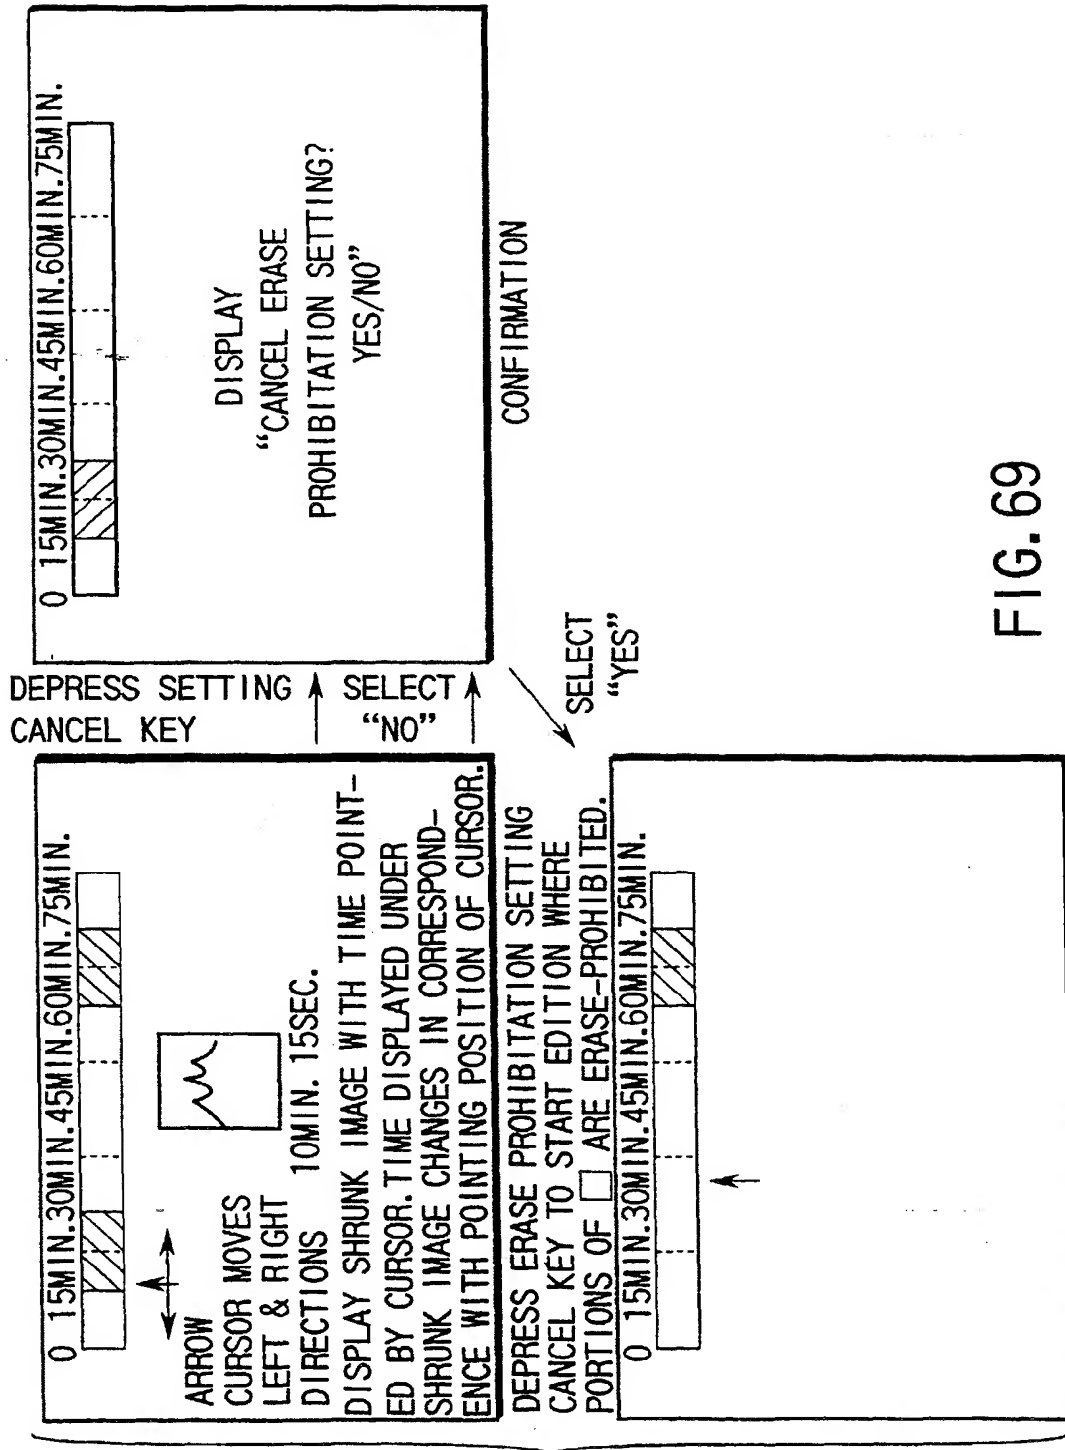 0 15MIN.30MIN.45MIN.60MIN.75MIN.
ARROW
CURSOR MOVES
LEFT & RIGHT
DIRECTIONS
10MIN. 15SEC.
DISPLAY SHRUNK IMAGE WITH TIME POINT-
ED BY CURSOR. TIME DISPLAYED UNDER
SHRUNK IMAGE CHANGES IN CORRESPOND-
ENCE WITH POINTING POSITION OF CURSOR.
DEPRESS SETTING
CANCEL KEY
SELECT
"NO"
0 15MIN.30MIN.45MIN.60MIN.75MIN.
DISPLAY
"CANCEL ERASE
PROHIBITATION SETTING?
YES/NO"
CONFIRMATION
SELECT
"YES"
DEPRESS ERASE PROHIBITATION SETTING
CANCEL KEY TO START EDITION WHERE
PORTIONS OF □ ARE ERASE-PROHIBITED.
0 15MIN.30MIN.45MIN.60MIN.75MIN.
FIG. 69